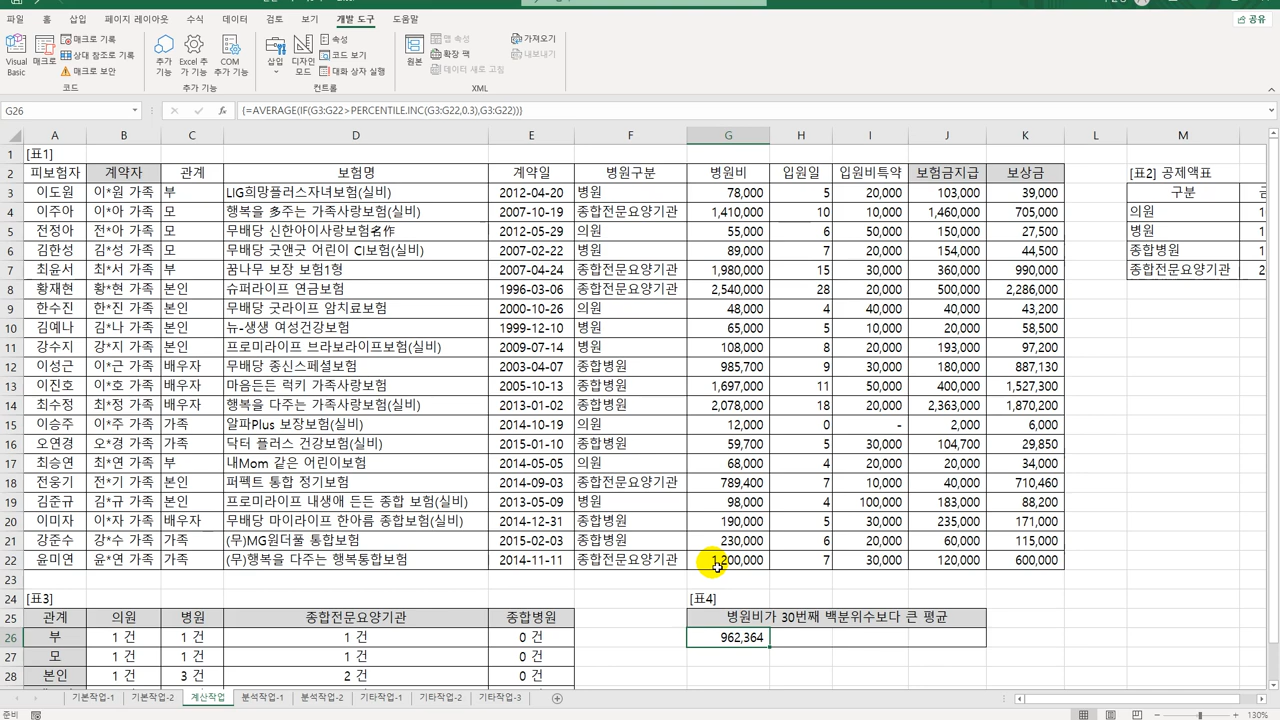 파일 홈 삽입 페이지 레이아웃 수식 데이터 검토 보기 개발 도구 도움말 공유
Visual Basic 매크로 매크로 기록 상대 참조로 기록 매크로 보안 코드
추가 기능 Excel 추가 기능 COM 추가 기능 추가 기능
삽입 디자인 모드 속성 코드 보기 대화 상자 실행 컨트롤
원본 맵 속성 확장 팩 데이터 새로 고침 가져오기 내보내기 XML
G26 {=AVERAGE(IF(G3:G22>PERCENTILE.INC(G3:G22,0.3),G3:G22))}
A B C D E F G H I J K L M
1 [표1]
2 피보험자 계약자 관계 보험명 계약일 병원구분 병원비 입원일 입원비특약 보험금지급 보상금 [표2] 공제액표
3 이도원 이*원 가족 부 LIG희망플러스자녀보험(실비) 2012-04-20 병원 78,000 5 20,000 103,000 39,000 구분
4 이주아 이*아 가족 모 행복을 多주는 가족사랑보험(실비) 2007-10-19 종합전문요양기관 1,410,000 10 10,000 1,460,000 705,000 의원
5 전정아 전*아 가족 모 무배당 신한아이사랑보험名作 2012-05-29 의원 55,000 6 50,000 150,000 27,500 병원
6 김한성 김*성 가족 모 무배당 굿앤굿 어린이 CI보험(실비) 2007-02-22 병원 89,000 7 20,000 154,000 44,500 종합병원
7 최윤서 최*서 가족 부 꿈나무 보장 보험1형 2007-04-24 종합전문요양기관 1,980,000 15 30,000 360,000 990,000 종합전문요양기관
8 황재현 황*현 가족 본인 슈퍼라이프 연금보험 1996-03-06 종합전문요양기관 2,540,000 28 20,000 500,000 2,286,000
9 한수진 한*진 가족 본인 무배당 굿라이프 암치료보험 2000-10-26 의원 48,000 4 40,000 40,000 43,200
10 김예나 김*나 가족 본인 뉴-생생 여성건강보험 1999-12-10 병원 65,000 5 10,000 20,000 58,500
11 강수지 강*지 가족 본인 프로미라이프 브라보라이프보험(실비) 2009-07-14 병원 108,000 8 20,000 193,000 97,200
12 이성근 이*근 가족 배우자 무배당 종신스페셜보험 2003-04-07 종합병원 985,700 9 30,000 180,000 887,130
13 이진호 이*호 가족 배우자 마음든든 럭키 가족사랑보험 2005-10-13 종합병원 1,697,000 11 50,000 400,000 1,527,300
14 최수정 최*정 가족 배우자 행복을 다주는 가족사랑보험(실비) 2013-01-02 종합병원 2,078,000 18 20,000 2,363,000 1,870,200
15 이승주 이*주 가족 가족 알파Plus 보장보험(실비) 2014-10-19 의원 12,000 0 - 2,000 6,000
16 오연경 오*경 가족 가족 닥터 플러스 건강보험(실비) 2015-01-10 종합병원 59,700 5 30,000 104,700 29,850
17 최승연 최*연 가족 부 내Mom 같은 어린이보험 2014-05-05 의원 68,000 4 20,000 20,000 34,000
18 전웅기 전*기 가족 본인 퍼펙트 통합 정기보험 2014-09-03 종합전문요양기관 789,400 7 10,000 40,000 710,460
19 김준규 김*규 가족 본인 프로미라이프 내생애 든든 종합 보험(실비) 2013-05-09 병원 98,000 4 100,000 183,000 88,200
20 이미자 이*자 가족 배우자 무배당 마이라이프 한아름 종합보험(실비) 2014-12-31 종합병원 190,000 5 30,000 235,000 171,000
21 강준수 강*수 가족 가족 (무)MG원더풀 통합보험 2015-02-03 종합병원 230,000 6 20,000 60,000 115,000
22 윤미연 윤*연 가족 가족 (무)행복을 다주는 행복통합보험 2014-11-11 종합전문요양기관 1,200,000 7 30,000 120,000 600,000
23
24 [표3] [표4]
25 관계 의원 병원 종합전문요양기관 종합병원 병원비가 30번째 백분위수보다 큰 평균
26 부 1 건 1 건 1 건 0 건 962,364
27 모 1 건 1 건 1 건 0 건
28 본인 1 건 3 건 2 건 0 건
기본작업-1 기본작업-2 계산작업 분석작업-1 분석작업-2 기타작업-1 기타작업-2 기타작업-3
준비 130%